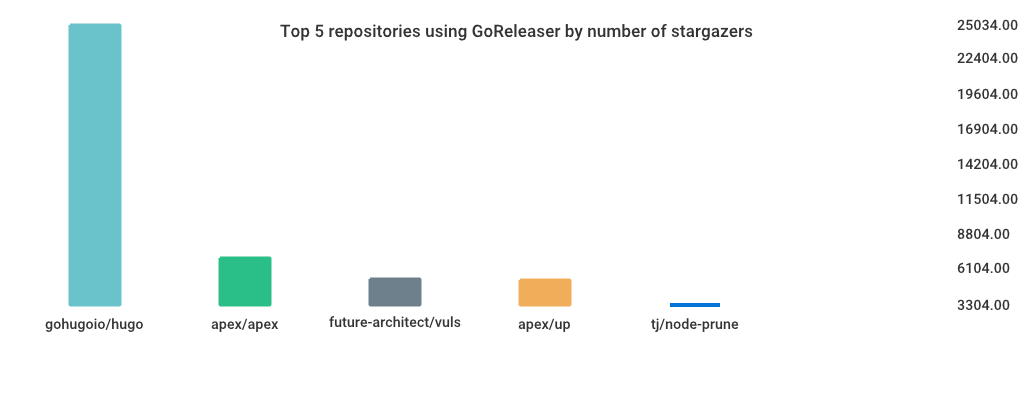 Top 5 repositories using GoReleaser by number of stargazers
25034.00
22404.00
19604.00
16904.00
14204.00
11504.00
8804.00
6104.00
3304.00
gohugoio/hugo
apex/apex
future-architect/vuls
apex/up
tj/node-prune